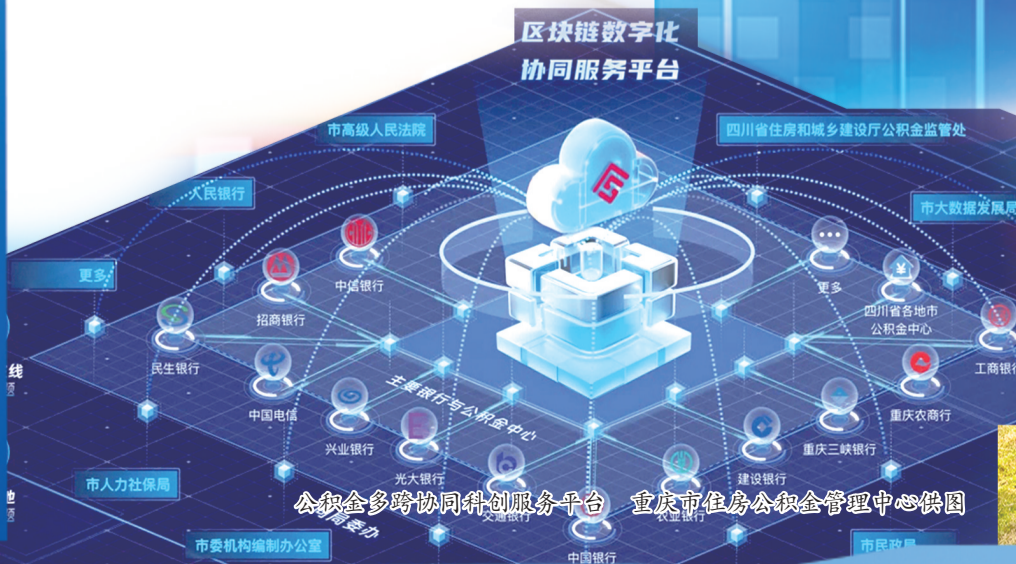 区块链数字化
协同服务平台
市高级人民法院
四川省住房和城乡建设厅公积金监管处
人民银行
市大数据发展局
更多
中信银行
招商银行
更多
四川省各地市
公积金中心
民生银行
工商银行
中国电信
重庆农商行
兴业银行
重庆三峡银行
主要银行与公积金中心
光大银行
建设银行
市人力社保局
交通银行
农业银行
公积金多跨协同科创服务平台 重庆市住房公积金管理中心供图
局委办
中国银行
市委机构编制办公室
市民政局